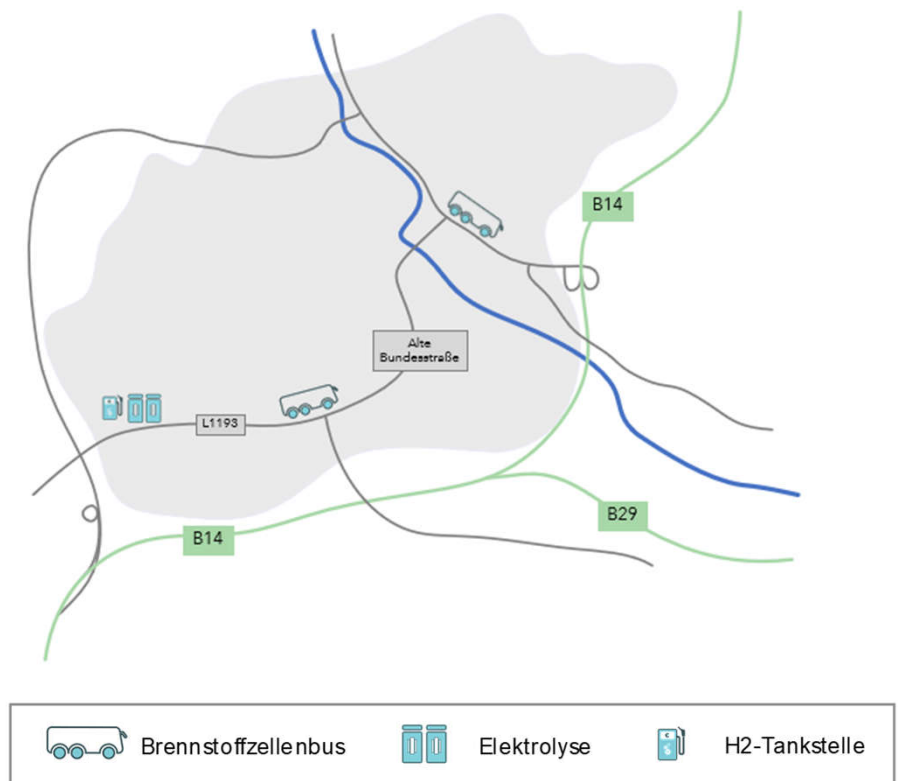 B14
Alte
Bundesstraße
L1193
B29
B14
Brennstoffzellenbus
Elektrolyse
H2-Tankstelle